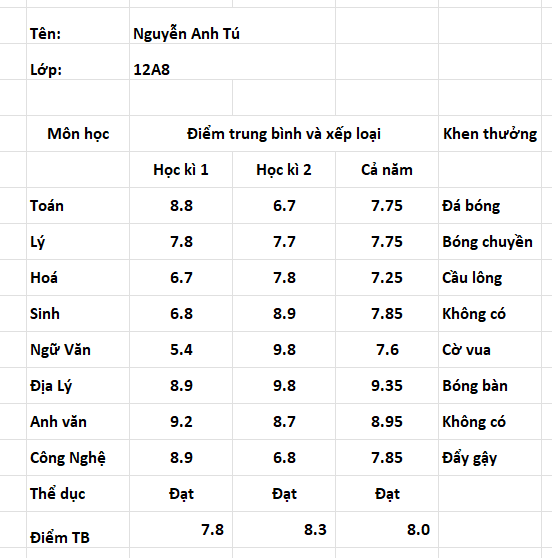 Tên: Nguyễn Anh Tú
Lớp: 12A8
Môn học Điểm trung bình và xếp loại Khen thưởng
Học kì 1 Học kì 2 Cả năm
Toán 8.8 6.7 7.75 Đá bóng
Lý 7.8 7.7 7.75 Bóng chuyền
Hoá 6.7 7.8 7.25 Cầu lông
Sinh 6.8 8.9 7.85 Không có
Ngữ Văn 5.4 9.8 7.6 Cờ vua
Địa Lý 8.9 9.8 9.35 Bóng bàn
Anh văn 9.2 8.7 8.95 Không có
Công Nghệ 8.9 6.8 7.85 Đẩy gậy
Thể dục Đạt Đạt Đạt
Điểm TB 7.8 8.3 8.0